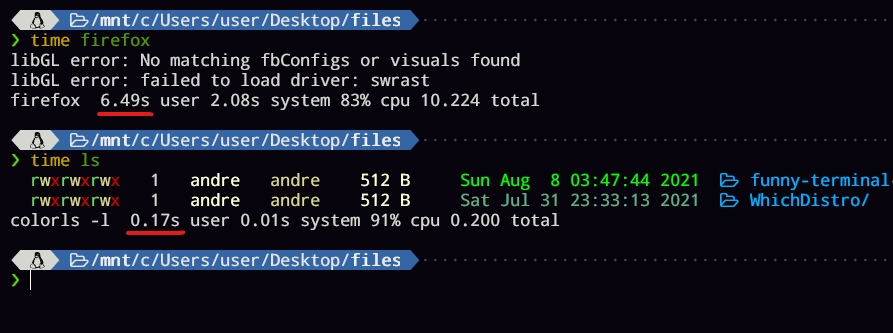 /mnt/c/Users/user/Desktop/files
❯ time firefox
libGL error: No matching fbConfigs or visuals found
libGL error: failed to load driver: swrast
firefox 6.49s user 2.08s system 83% cpu 10.224 total
/mnt/c/Users/user/Desktop/files
❯ time ls
rwxrwxrwx 1 andre andre 512 B Sun Aug 8 03:47:44 2021 funny-terminal-
rwxrwxrwx 1 andre andre 512 B Sat Jul 31 23:33:13 2021 WhichDistro/
colorls -l 0.17s user 0.01s system 91% cpu 0.200 total
/mnt/c/Users/user/Desktop/files
❯